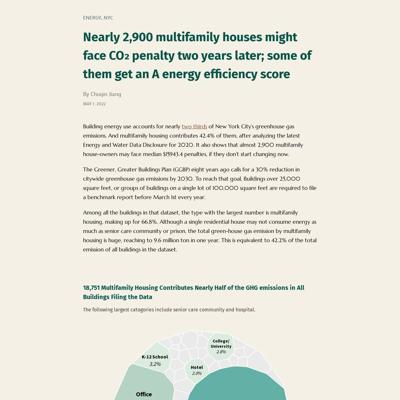 ENERGY, NYC
Nearly 2,900 multifamily houses might
face CO₂ penalty two years later; some of
them get an A energy efficiency score
By Chuqin Jiang
MAY 1, 2022
Building energy use accounts for nearly two thirds of New York City's greenhouse gas
emissions. And multifamily housing contributes 42.4% of them, after analyzing the latest
Energy and Water Data Disclosure for 2020. It also shows that almost 2,900 multifamily
house-owners may face median penalties, if they don't start changing now.
The Greener, Greater Buildings Plan (GGBP) eight years ago calls for a 30% reduction in
citywide greenhouse gas emissions by 2030. To reach that goal, Buildings over 25,000
square feet, or groups of buildings on a single lot of 100,000 square feet are required to file
a benchmark report before March 1st every year.
Among all the buildings in that dataset, the type with the largest number is multifamily
housing, making up for 66.8%. Although a single residential house may not consume energy as
much as senior care community or prison, the total green-house gas emission by multifamily
housing is huge, reaching to 9.6 million ton in one year. This is equivalent to 42.2% of the total
emission of all buildings in the dataset.
18,751 Multifamily Housing Contributes Nearly Half of the GHG emissions in All
Buildings Filing the Data
The following largest categories include senior care community and hospital.
College/
University
2.8%
K-12 School
3.2%
Hotel
2.8%
Office